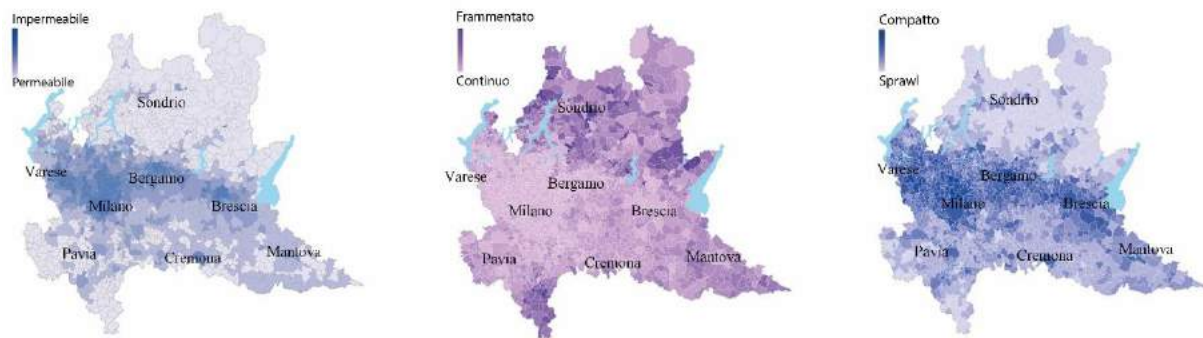 Impermeabile
Permeabile
Sondrio
Varese
Bergamo
Milano
Brescia
Pavia
Cremona
Mantova
Frammentato
Continuo
Sondrio
Varese
Bergamo
Milano
Brescia
Pavia
Cremona
Mantova
Compatto
Sprawl
Sondrio
Varese
Bergamo
Milano
Brescia
Pavia
Cremona
Mantova